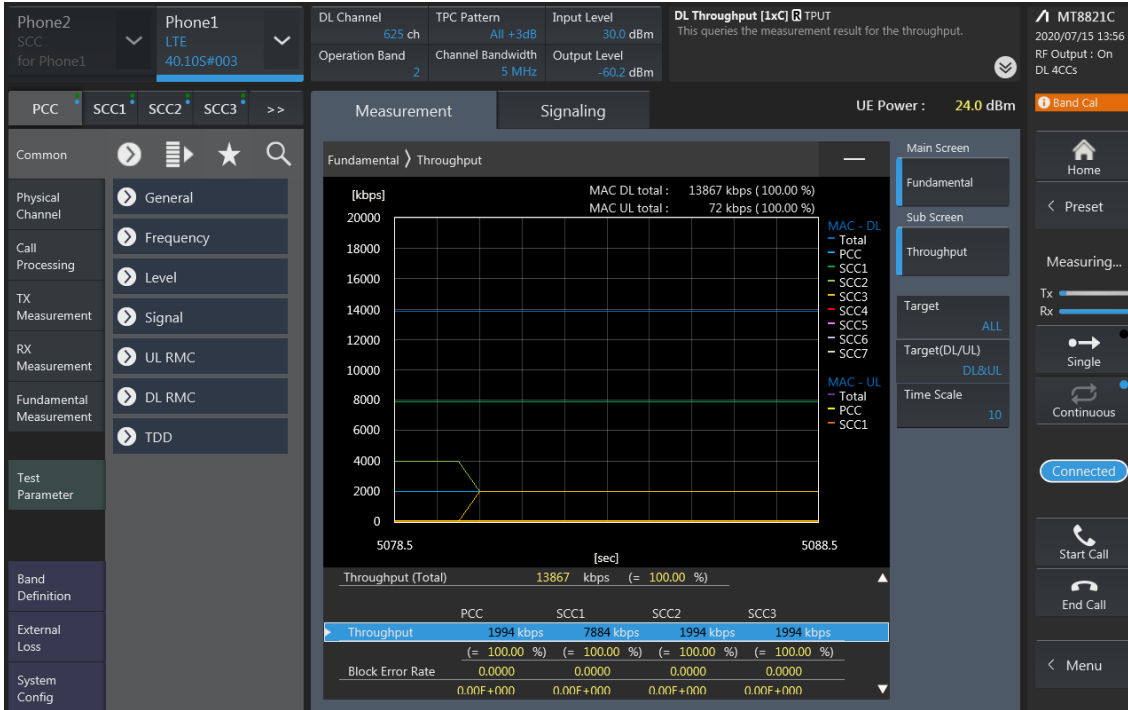 Phone2
SCC
for Phone1
Phone1
LTE
40.10S#003
DL Channel
625 ch
TPC Pattern
All +3dB
Input Level
30.0 dBm
Operation Band
2
Channel Bandwidth
5 MHz
Output Level
-60.2 dBm
DL Throughput [1xC] R TPUT
This queries the measurement result for the throughput.
MT8821C
2020/07/15 13:56
RF Output : On
DL 4CCs
PCC SCC1 SCC2 SCC3 >>
Measurement Signaling
UE Power : 24.0 dBm
Band Cal
Common
Physical
Channel
Call
Processing
TX
Measurement
RX
Measurement
Fundamental
Measurement
Test
Parameter
Band
Definition
External
Loss
System
Config
General
Frequency
Level
Signal
UL RMC
DL RMC
TDD
Fundamental 〉 Throughput
[kbps]
MAC DL total : 13867 kbps ( 100.00 %)
MAC UL total : 72 kbps ( 100.00 %)
20000
18000
16000
14000
12000
10000
8000
6000
4000
2000
0
5078.5
5088.5
[sec]
MAC - DL
Total
PCC
SCC1
SCC2
SCC3
SCC4
SCC5
SCC6
SCC7
MAC - UL
Total
PCC
SCC1
Throughput (Total) 13867 kbps (= 100.00 %)
PCC SCC1 SCC2 SCC3
Throughput 1994 kbps 7884 kbps 1994 kbps 1994 kbps
(= 100.00 %) (= 100.00 %) (= 100.00 %) (= 100.00 %)
Block Error Rate 0.0000 0.0000 0.0000 0.0000
0.00E+000 0.00E+000 0.00E+000 0.00E+000
Main Screen
Fundamental
Sub Screen
Throughput
Target
ALL
Target(DL/UL)
DL&UL
Time Scale
10
Home
< Preset
Measuring...
Tx
Rx
Single
Continuous
Connected
Start Call
End Call
< Menu